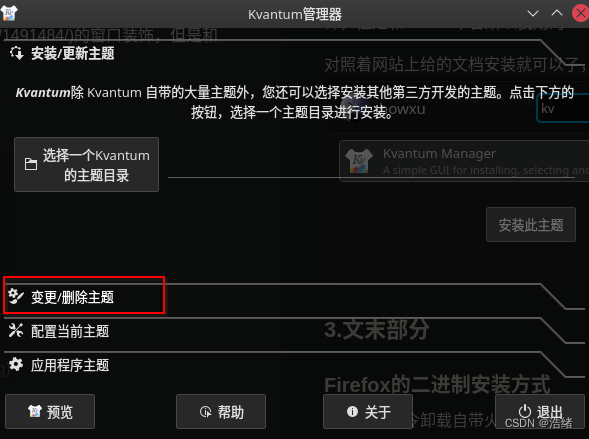 Kvantum管理器
/1491484/)的窗口装饰，但是和
安装/更新主题
对照着网站上给的文档安装就可以了，
Kvantum除 Kvantum 自带的大量主题外，您还可以选择安装其他第三方开发的主题。点击下方的
按钮，选择一个主题目录进行安装。
kv
选择一个Kvantum
的主题目录
Kvantum Manager
A simple GUI for installing, selecting and
安装此主题
变更/删除主题
配置当前主题
3.文末部分
应用程序主题
Firefox的二进制安装方式
预览
帮助
关于
退出
令卸载自带火
CSDN @浩绪